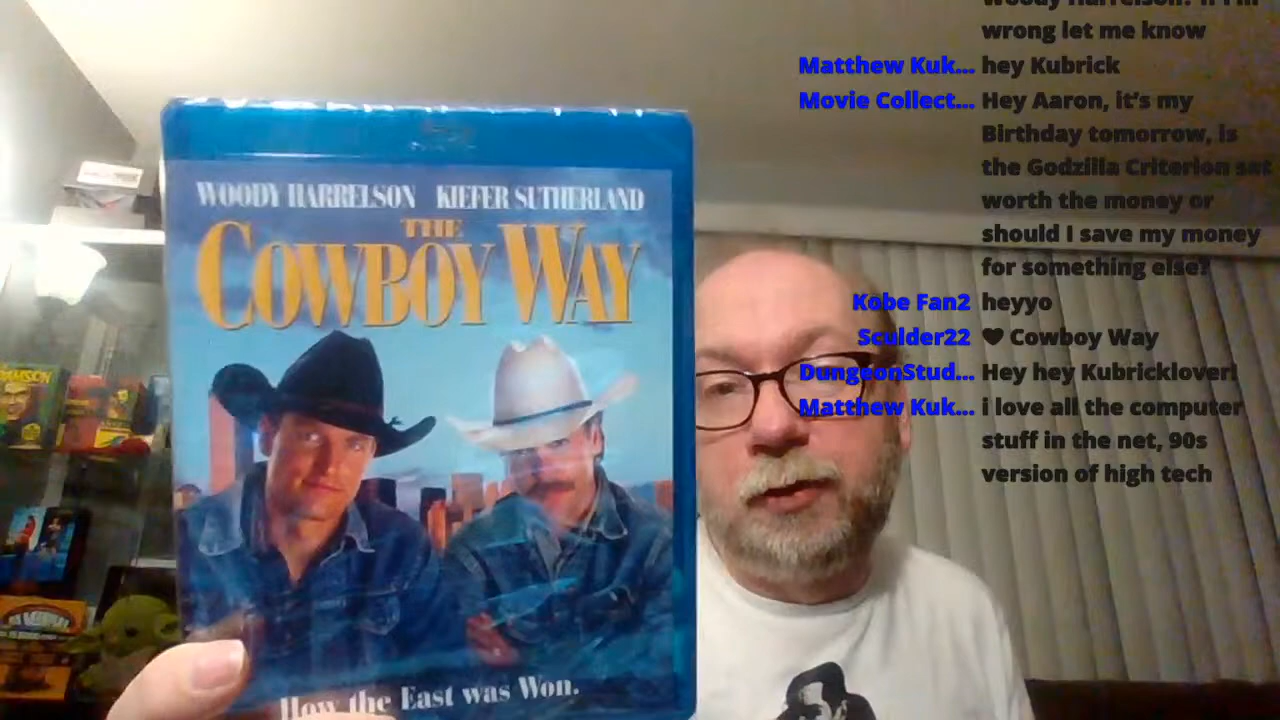 Woody Harrelson? If I'm
wrong let me know
Matthew Kuk... hey Kubrick
Movie Collect... Hey Aaron, it's my
Birthday tomorrow, is
the Godzilla Criterion set
worth the money or
should I save my money
for something else?
Kobe Fan2 heyyo
Sculder22 ♥ Cowboy Way
DungeonStud... Hey hey Kubricklover!
Matthew Kuk... i love all the computer
stuff in the net, 90s
version of high tech
WOODY HARRELSON KIEFER SUTHERLAND
THE
COWBOY WAY
How the East was Won.